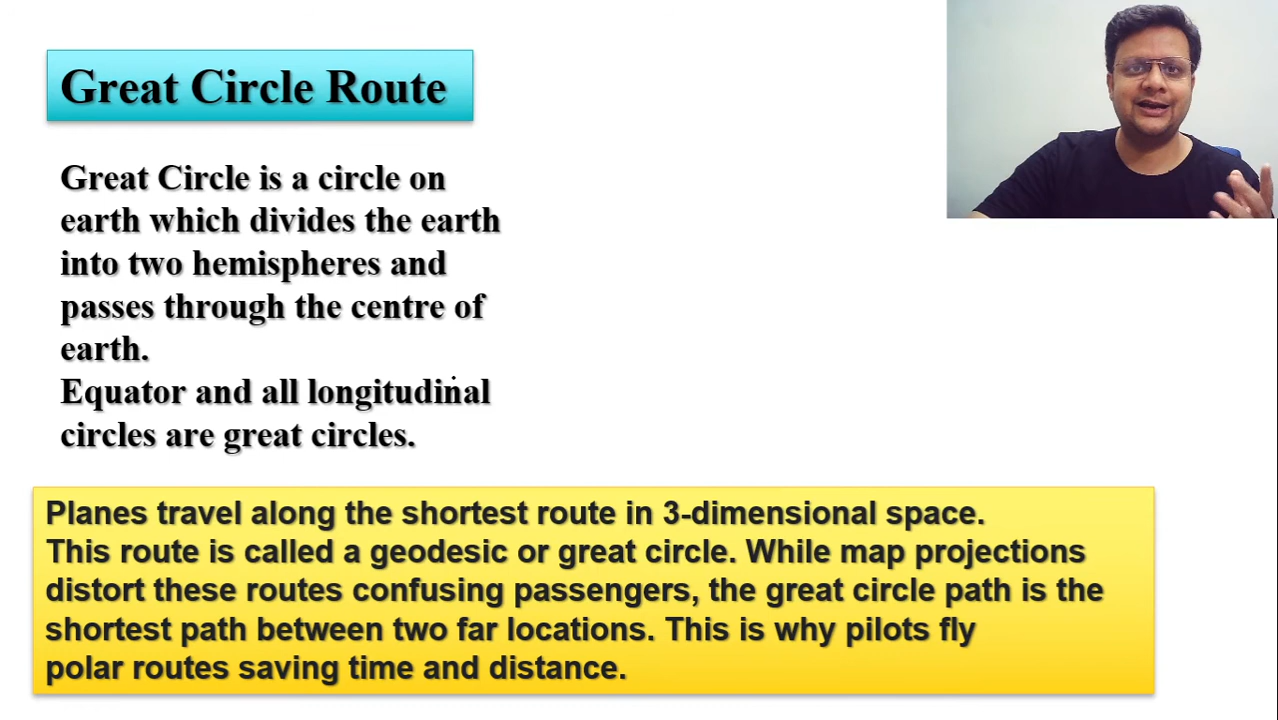 Great Circle Route
Great Circle is a circle on
earth which divides the earth
into two hemispheres and
passes through the centre of
earth.
Equator and all longitudinal
circles are great circles.
Planes travel along the shortest route in 3-dimensional space.
This route is called a geodesic or great circle. While map projections
distort these routes confusing passengers, the great circle path is the
shortest path between two far locations. This is why pilots fly
polar routes saving time and distance.